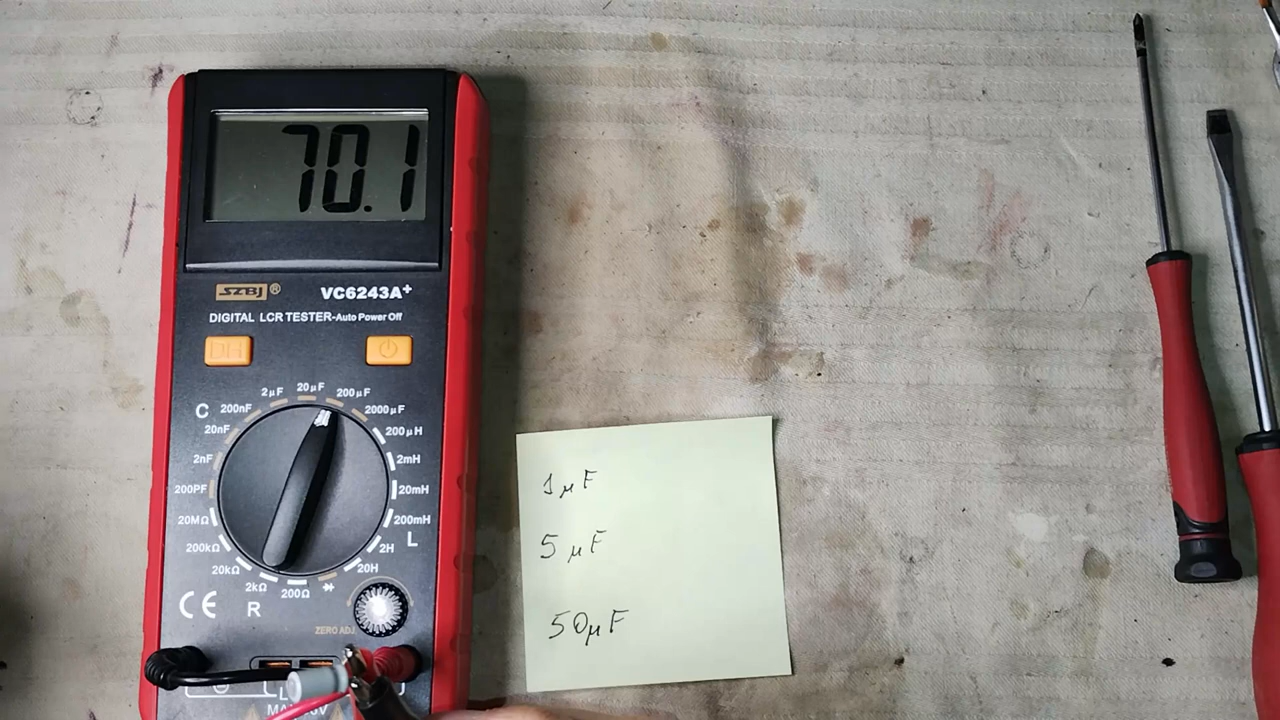 70.1
SZBJ ®
VC6243A+
DIGITAL LCR TESTER-Auto Power Off
DH
C
200PF
2nF
20nF
200nF
2μF
20μF
200μF
2000μF
200μH
2mH
20mH
200mH
2H
20H
L
20MΩ
200kΩ
20kΩ
2kΩ
200Ω
R
CE
ZERO ADJ
1μF
5μF
50μF